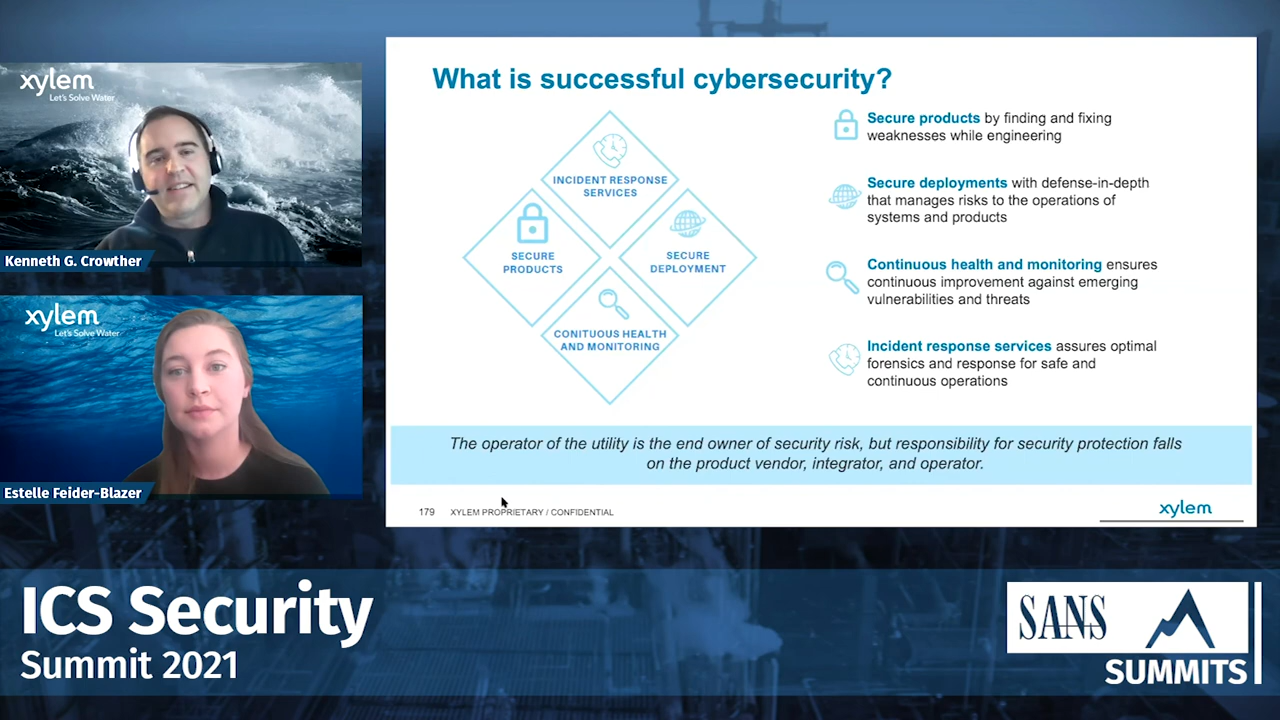 xylem
Let's Solve Water
Kenneth G. Crowther
xylem
Let's Solve Water
Estelle Feider-Blazer
What is successful cybersecurity?
INCIDENT RESPONSE
SERVICES
SECURE
PRODUCTS
SECURE
DEPLOYMENT
CONITUOUS HEALTH
AND MONITORING
Secure products by finding and fixing
weaknesses while engineering
Secure deployments with defense-in-depth
that manages risks to the operations of
systems and products
Continuous health and monitoring ensures
continuous improvement against emerging
vulnerabilities and threats
Incident response services assures optimal
forensics and response for safe and
continuous operations
The operator of the utility is the end owner of security risk, but responsibility for security protection falls
on the product vendor, integrator, and operator.
179 XYLEM PROPRIETARY / CONFIDENTIAL
xylem
ICS Security
Summit 2021
SANS
SUMMITS